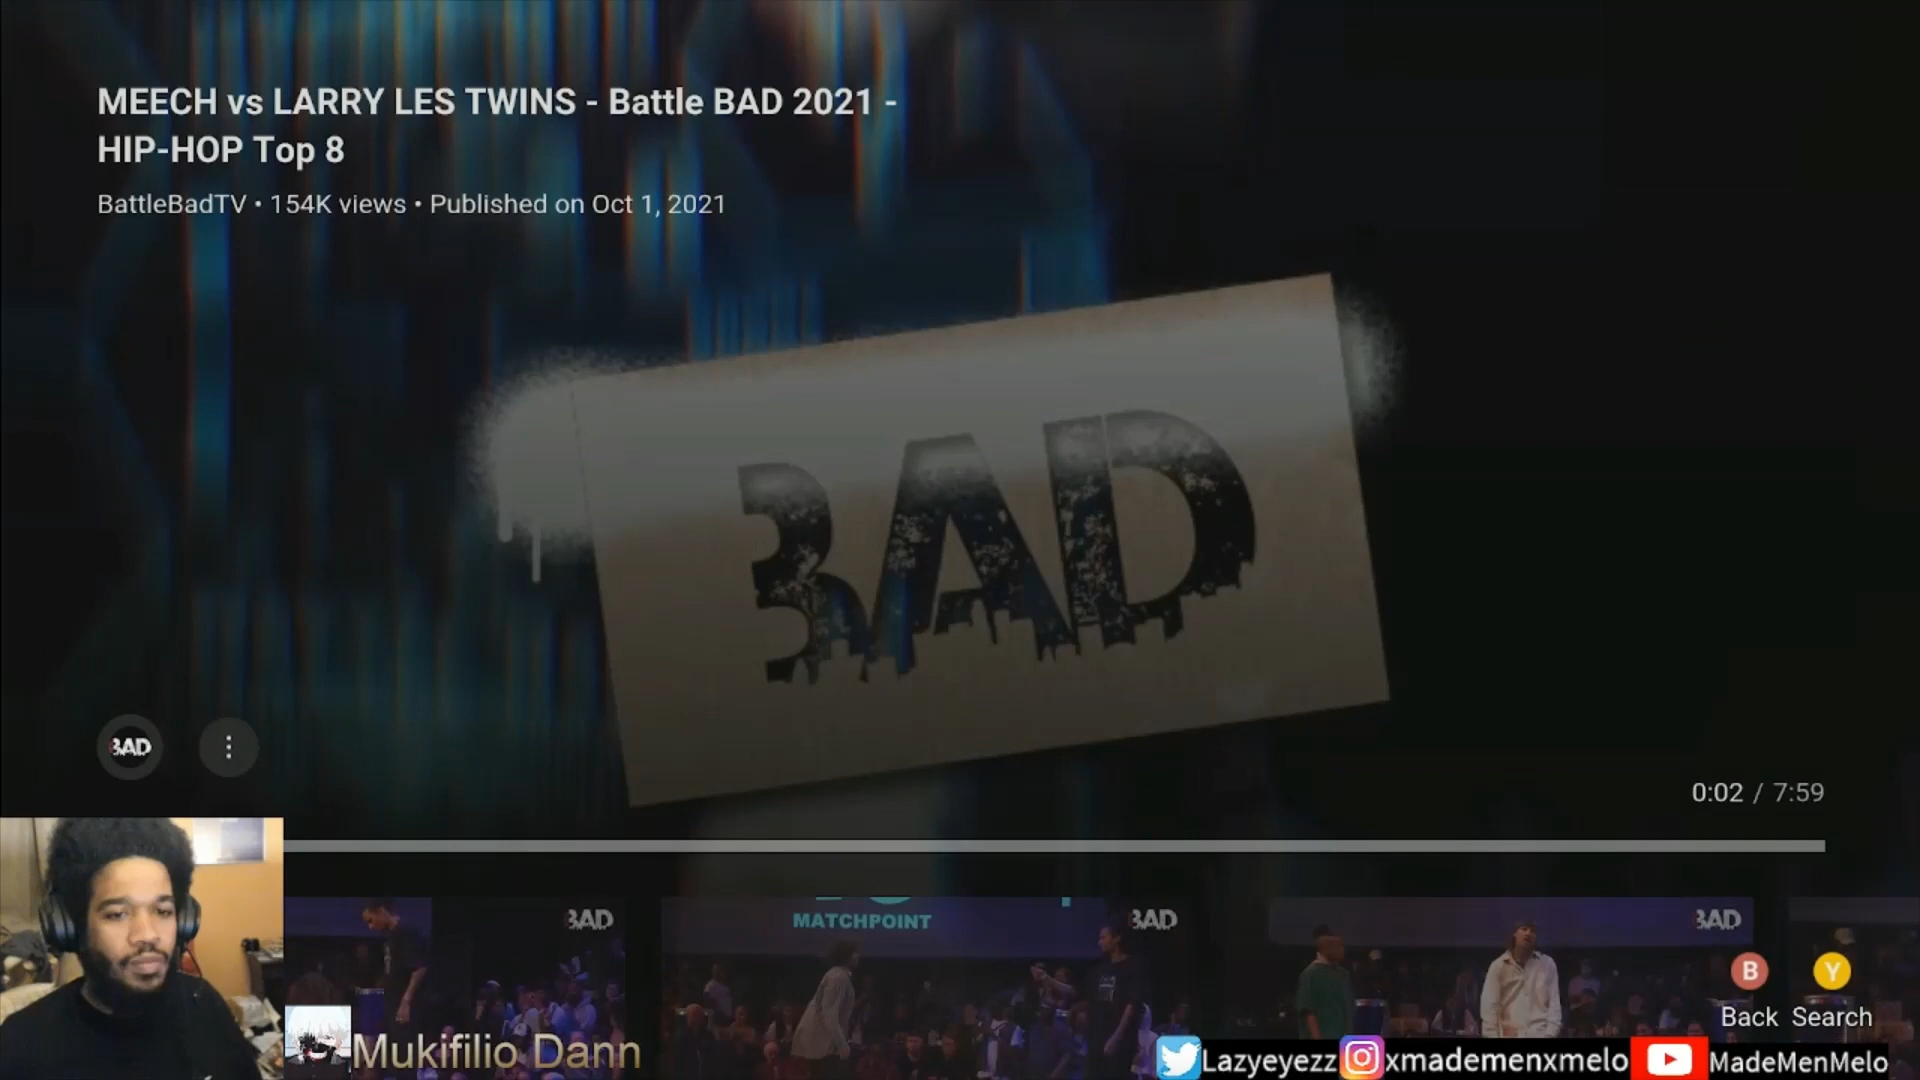 MEECH vs LARRY LES TWINS - Battle BAD 2021 -
HIP-HOP Top 8
BattleBadTV • 154K views • Published on Oct 1, 2021
BAD
BAD
0:02 / 7:59
BAD
MATCHPOINT
BAD
BAD
B
Y
Back
Search
Mukifilio Dann
Lazyeyezz
xmademenxmelo
MadeMenMelo